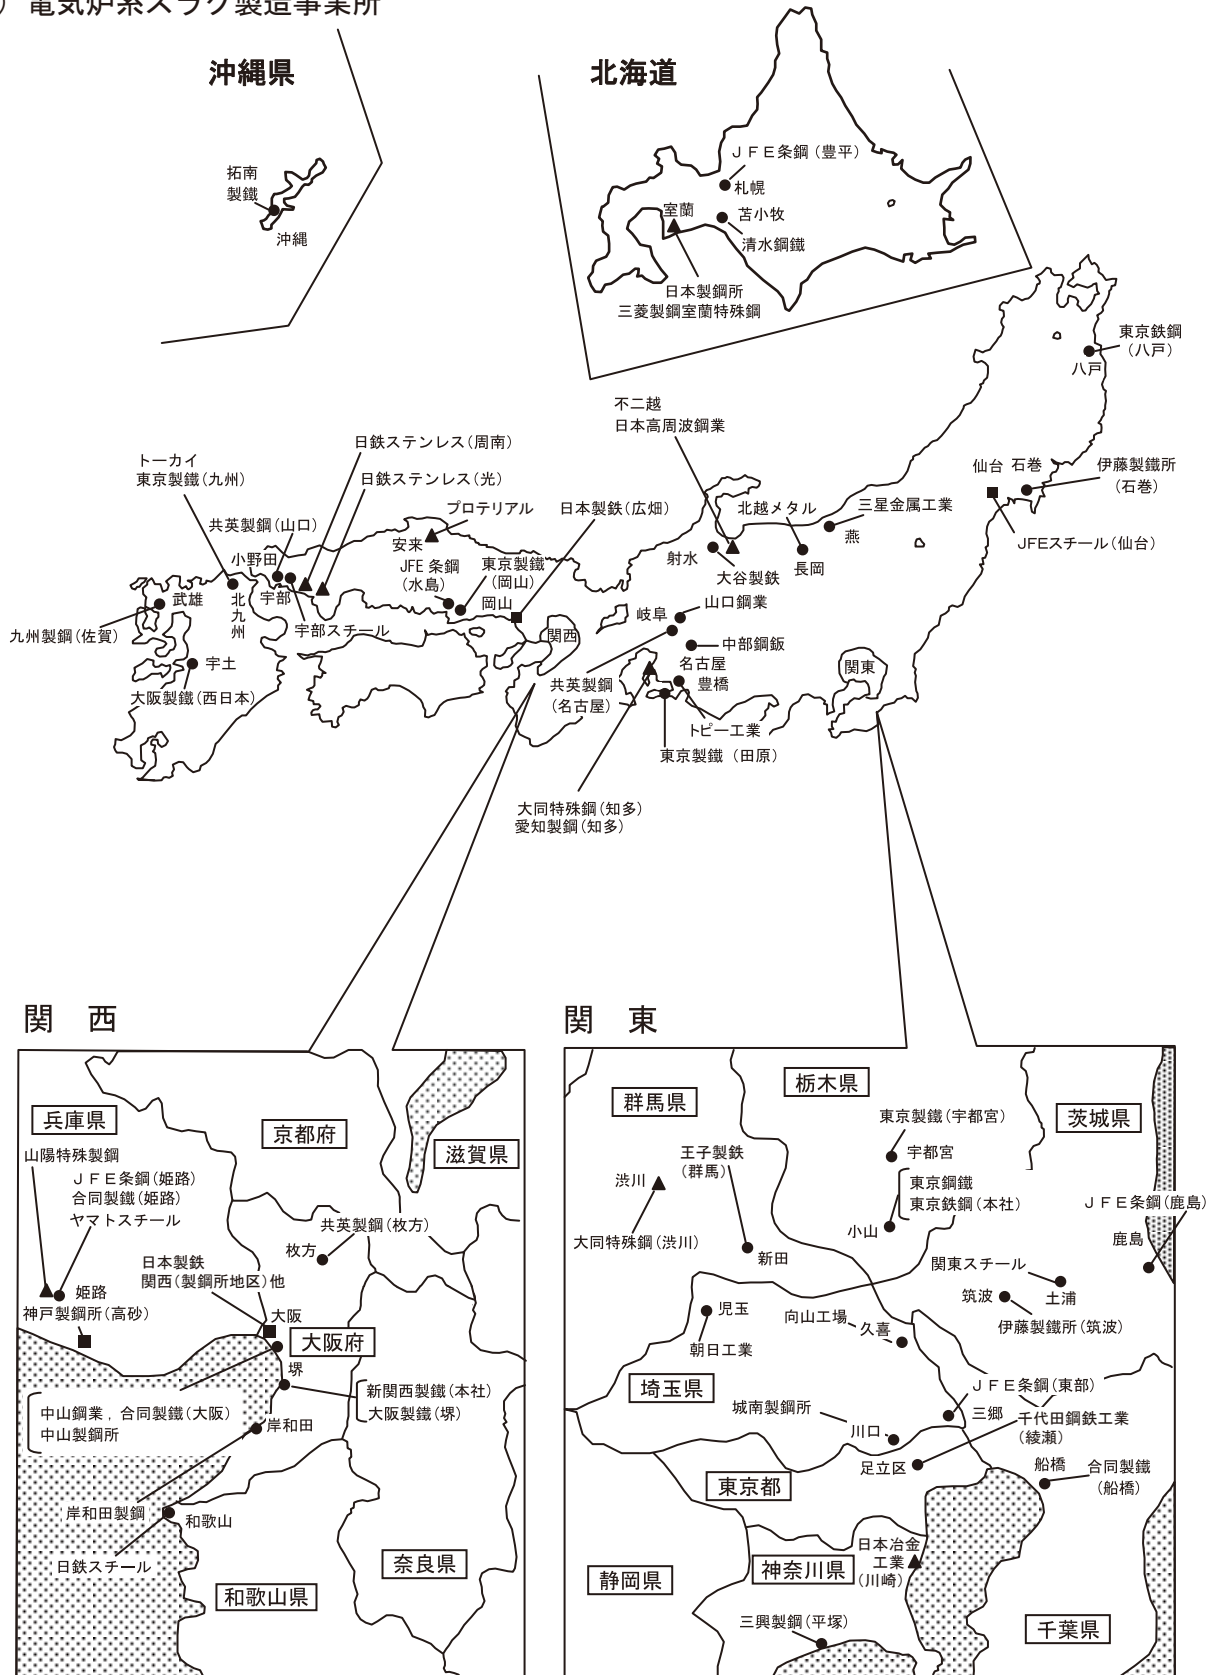 ）電気炉系スラグ製造事業所
沖縄県
北海道
拓南
製鐵
沖縄
ＪＦＥ条鋼（豊平）
札幌
室蘭
苫小牧
清水鋼鐵
日本製鋼所
三菱製鋼室蘭特殊鋼
東京鉄鋼
（八戸）
八戸
不二越
日本高周波鋼業
日鉄ステンレス（周南）
トーカイ
東京製鐵（九州）
日鉄ステンレス（光）
仙台
石巻
伊藤製鐵所
（石巻）
プロテリアル
日本製鉄（広畑）
北越メタル
三星金属工業
共英製鋼（山口）
燕
安来
JFEスチール（仙台）
小野田
射水
長岡
JFE 条鋼
（水島）
東京製鐵
（岡山）
大谷製鉄
岡山
武雄
北九州
宇部
山口鋼業
岐阜
九州製鋼（佐賀）
宇部スチール
関西
中部鋼鈑
宇土
名古屋
関東
大阪製鐵（西日本）
共英製鋼
（名古屋）
豊橋
トピー工業
東京製鐵（田原）
大同特殊鋼（知多）
愛知製鋼（知多）
関　西
兵庫県
京都府
滋賀県
山陽特殊製鋼
ＪＦＥ条鋼（姫路）
合同製鐵（姫路）
ヤマトスチール
共英製鋼（枚方）
枚方
日本製鉄
関西（製鋼所地区）他
姫路
神戸製鋼所（高砂）
大阪
大阪府
堺
新関西製鐵（本社）
大阪製鐵（堺）
中山鋼業，合同製鐵（大阪）
中山製鋼所
岸和田
岸和田製鋼
和歌山
日鉄スチール
奈良県
和歌山県
関　東
群馬県
栃木県
茨城県
東京製鐵（宇都宮）
王子製鉄
（群馬）
宇都宮
渋川
東京鋼鐵
東京鉄鋼（本社）
ＪＦＥ条鋼（鹿島）
小山
大同特殊鋼（渋川）
新田
鹿島
関東スチール
筑波
土浦
児玉
向山工場
久喜
伊藤製鐵所（筑波）
朝日工業
埼玉県
ＪＦＥ条鋼（東部）
城南製鋼所
三郷
千代田鋼鉄工業
（綾瀬）
川口
足立区
船橋
合同製鐵
（船橋）
東京都
日本冶金
工業
（川崎）
静岡県
神奈川県
三興製鋼（平塚）
千葉県